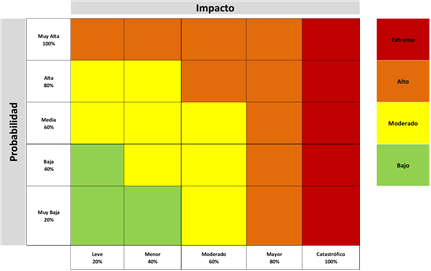 Impacto
Probabilidad
Muy Alta
100%
Alta
80%
Media
60%
Baja
40%
Muy Baja
20%
Leve
20%
Menor
40%
Moderado
60%
Mayor
80%
Catastrófico
100%
Extremo
Alto
Moderado
Bajo